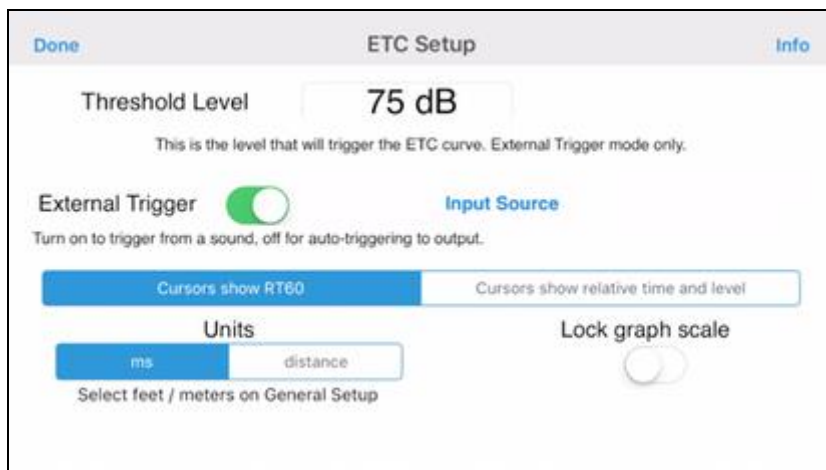 Done ETC Setup Info
Threshold Level 75 dB
This is the level that will trigger the ETC curve. External Trigger mode only.
External Trigger Input Source
Turn on to trigger from a sound, off for auto-triggering to output.
Cursors show RT60 Cursors show relative time and level
Units Lock graph scale
ms distance
Select feet / meters on General Setup